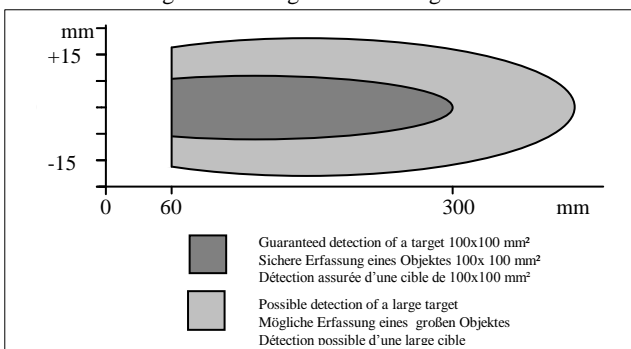 mm
+15
-15
0 60 300 mm
Guaranteed detection of a target 100x100 mm²
Sichere Erfassung eines Objektes 100x 100 mm²
Détection assurée d’une cible de 100x100 mm²
Possible detection of a large target
Mögliche Erfassung eines großen Objektes
Détection possible d’une large cible